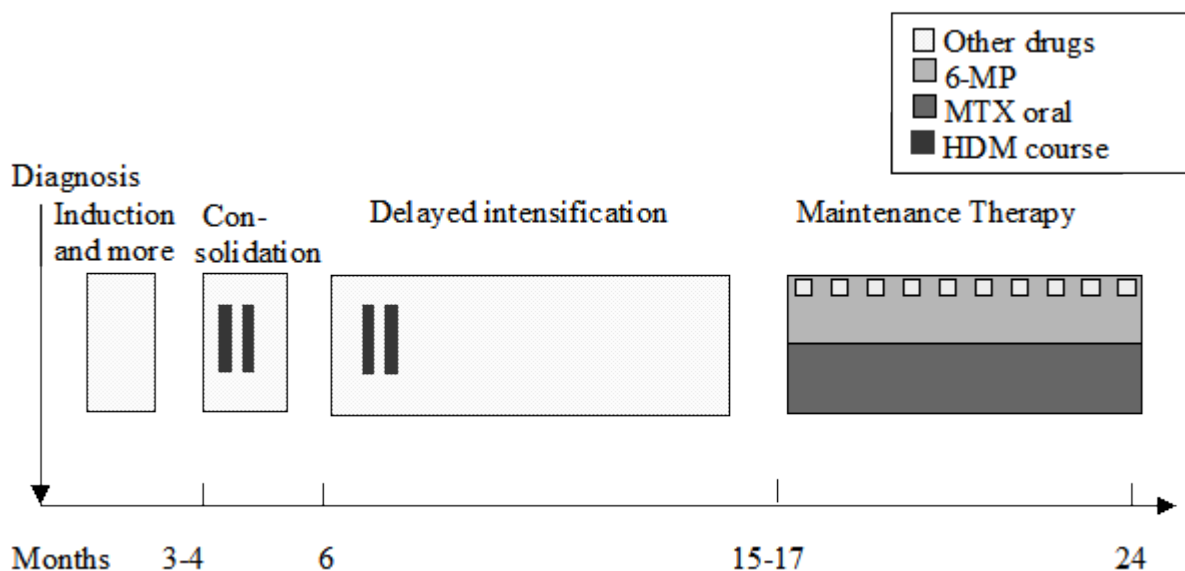 Other drugs
6-MP
MTX oral
HDM course
Diagnosis
Induction
and more
Con-
solidation
Delayed intensification
Maintenance Therapy
Months 3-4 6 15-17 24